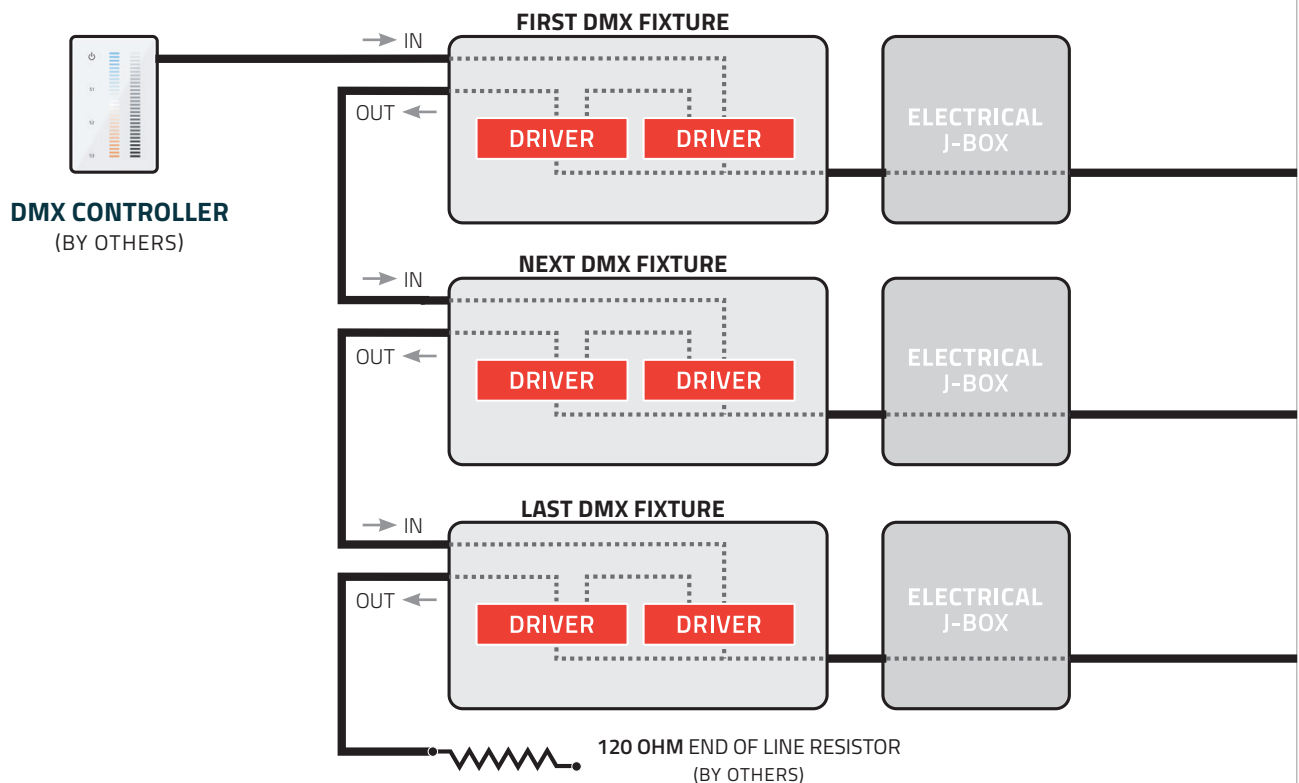 FIRST DMX FIXTURE
IN
OUT
DRIVER
DRIVER
ELECTRICAL
J-BOX
DMX CONTROLLER
(BY OTHERS)
NEXT DMX FIXTURE
IN
OUT
DRIVER
DRIVER
ELECTRICAL
J-BOX
LAST DMX FIXTURE
IN
OUT
DRIVER
DRIVER
ELECTRICAL
J-BOX
120 OHM END OF LINE RESISTOR
(BY OTHERS)